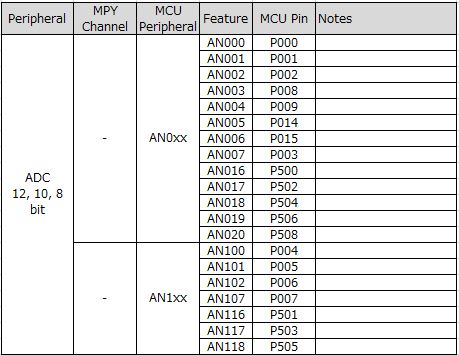 Peripheral MPY Channel MCU Peripheral Feature MCU Pin Notes
ADC 12, 10, 8 bit - AN0xx AN000 P000
AN001 P001
AN002 P002
AN003 P008
AN004 P009
AN005 P014
AN006 P015
AN007 P003
AN016 P500
AN017 P502
AN018 P504
AN019 P506
AN020 P508
- AN1xx AN100 P004
AN101 P005
AN102 P006
AN107 P007
AN116 P501
AN117 P503
AN118 P505